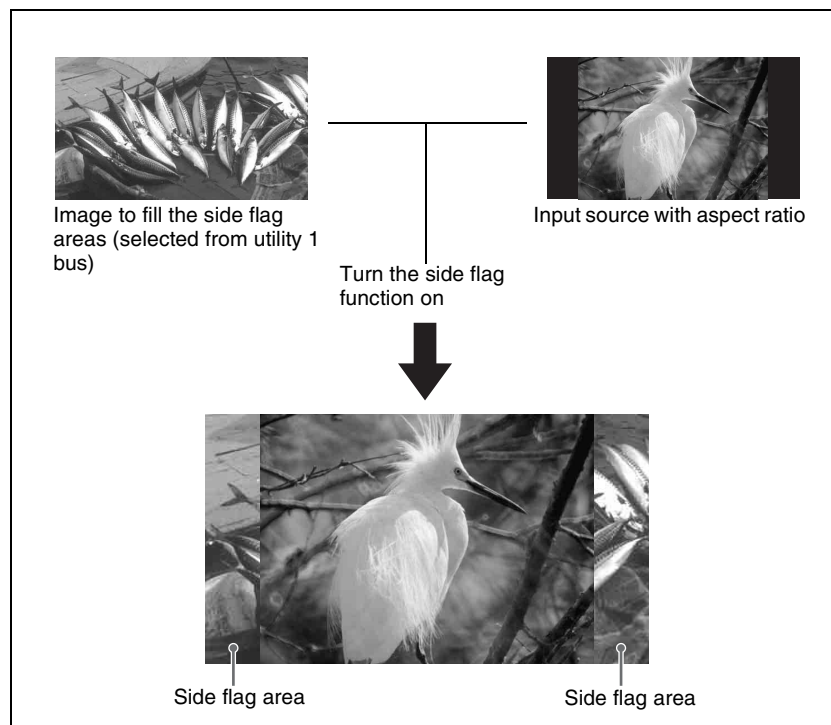 Image to fill the side flag
areas (selected from utility 1
bus)
Input source with aspect ratio
Turn the side flag
function on
Side flag area
Side flag area